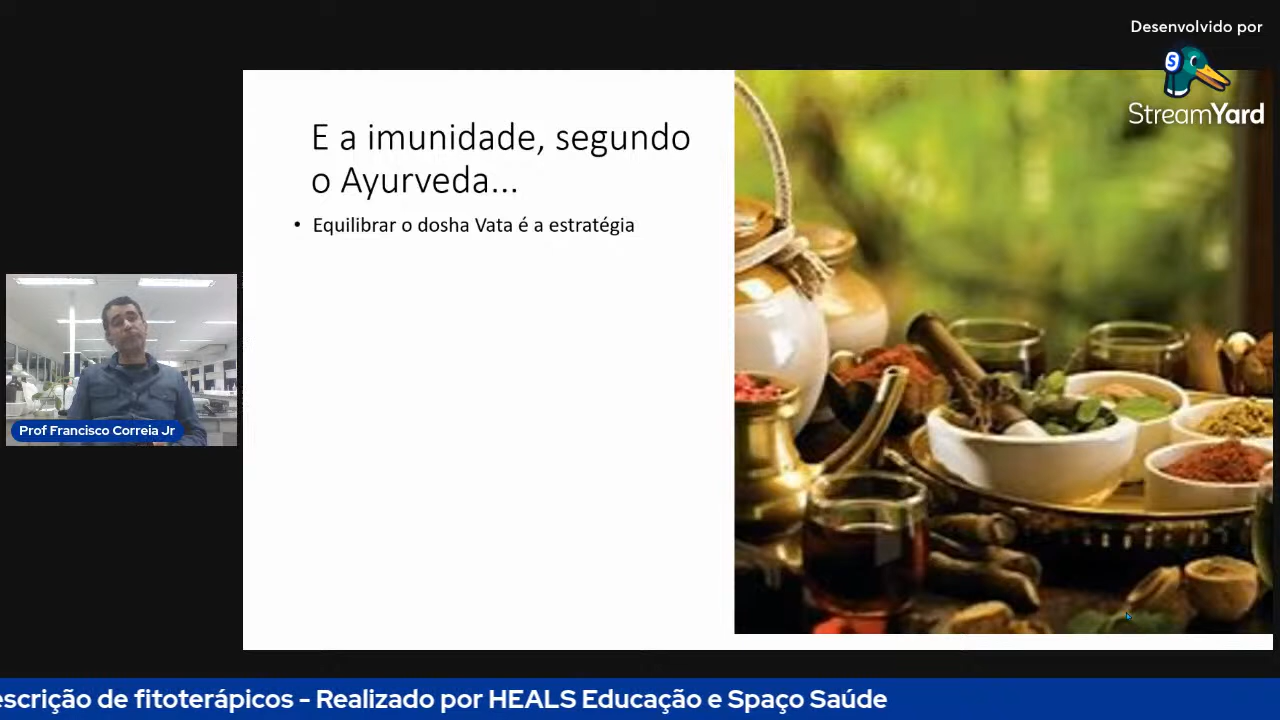 Desenvolvido por
S
StreamYard
E a imunidade, segundo
o Ayurveda...
• Equilibrar o dosha Vata é a estratégia
Prof Francisco Correia Jr
escrição de fitoterápicos - Realizado por HEALS Educação e Spaço Saúde